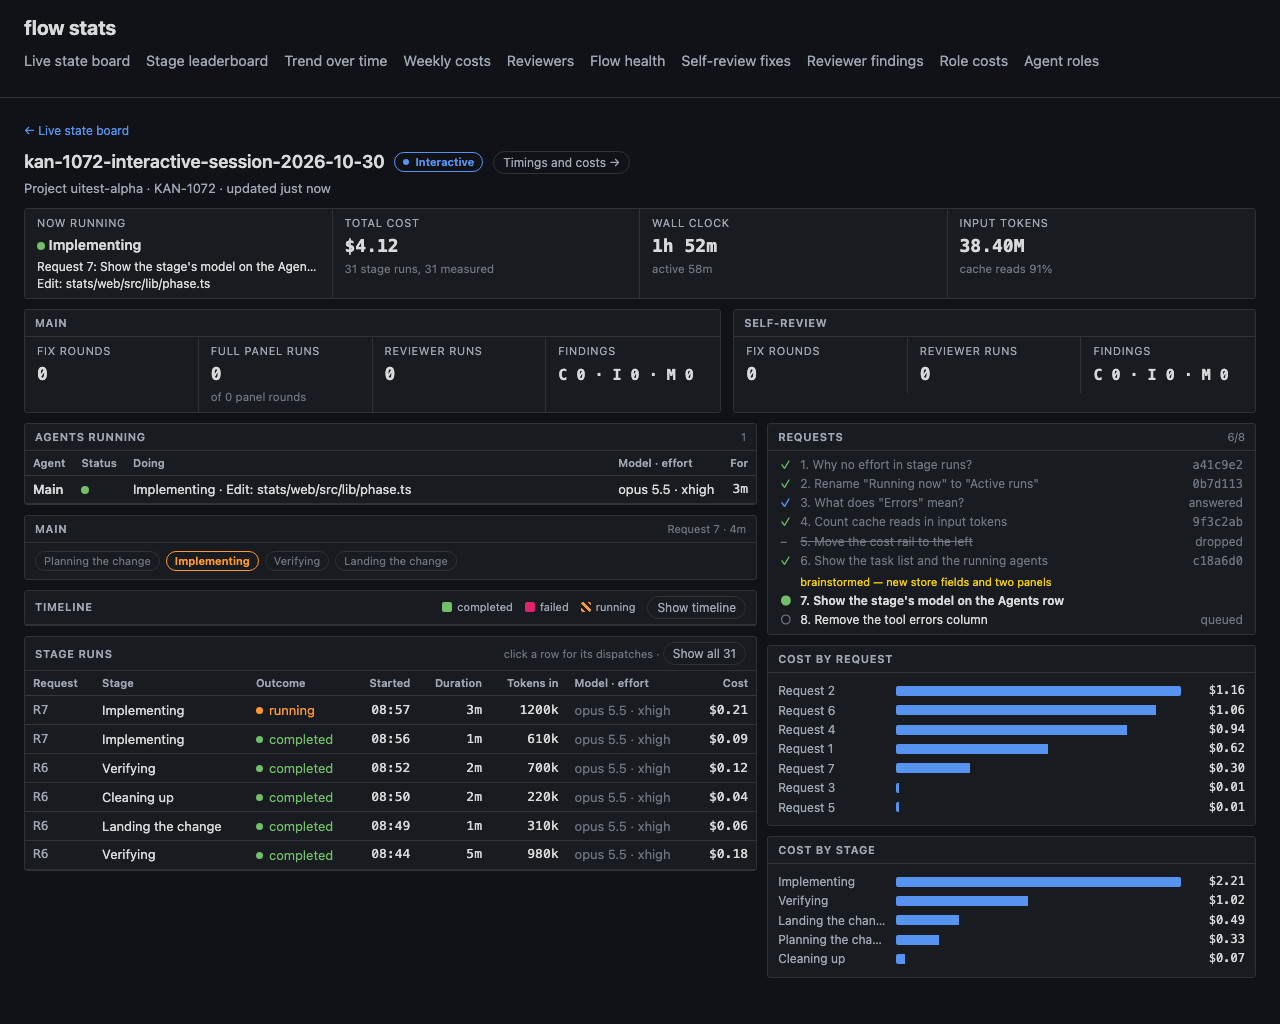 flow stats
Live state board Stage leaderboard Trend over time Weekly costs Reviewers Flow health Self-review fixes Reviewer findings Role costs Agent roles
← Live state board
kan-1072-interactive-session-2026-10-30 Interactive Timings and costs →
Project uitest-alpha · KAN-1072 · updated just now
NOW RUNNING
Implementing
Request 7: Show the stage's model on the Agen...
Edit: stats/web/src/lib/phase.ts
TOTAL COST
$4.12
31 stage runs, 31 measured
WALL CLOCK
1h 52m
active 58m
INPUT TOKENS
38.40M
cache reads 91%
MAIN
FIX ROUNDS
0
FULL PANEL RUNS
0
of 0 panel rounds
REVIEWER RUNS
0
FINDINGS
C 0 · I 0 · M 0
SELF-REVIEW
FIX ROUNDS
0
REVIEWER RUNS
0
FINDINGS
C 0 · I 0 · M 0
AGENTS RUNNING 1
Agent Status Doing Model · effort For
Main Implementing · Edit: stats/web/src/lib/phase.ts opus 5.5 · xhigh 3m
MAIN Request 7 · 4m
Planning the change Implementing Verifying Landing the change
TIMELINE completed failed running Show timeline
STAGE RUNS click a row for its dispatches · Show all 31
Request Stage Outcome Started Duration Tokens in Model · effort Cost
R7 Implementing running 08:57 3m 1200k opus 5.5 · xhigh $0.21
R7 Implementing completed 08:56 1m 610k opus 5.5 · xhigh $0.09
R6 Verifying completed 08:52 2m 700k opus 5.5 · xhigh $0.12
R6 Cleaning up completed 08:50 2m 220k opus 5.5 · xhigh $0.04
R6 Landing the change completed 08:49 1m 310k opus 5.5 · xhigh $0.06
R6 Verifying completed 08:44 5m 980k opus 5.5 · xhigh $0.18
REQUESTS 6/8
✓ 1. Why no effort in stage runs? a41c9e2
✓ 2. Rename "Running now" to "Active runs" 0b7d113
✓ 3. What does "Errors" mean? answered
✓ 4. Count cache reads in input tokens 9f3c2ab
– 5. Move the cost rail to the left dropped
✓ 6. Show the task list and the running agents c18a6d0
brainstormed — new store fields and two panels
7. Show the stage's model on the Agents row
8. Remove the tool errors column queued
COST BY REQUEST
Request 2 $1.16
Request 6 $1.06
Request 4 $0.94
Request 1 $0.62
Request 7 $0.30
Request 3 $0.01
Request 5 $0.01
COST BY STAGE
Implementing $2.21
Verifying $1.02
Landing the chan... $0.49
Planning the cha... $0.33
Cleaning up $0.07